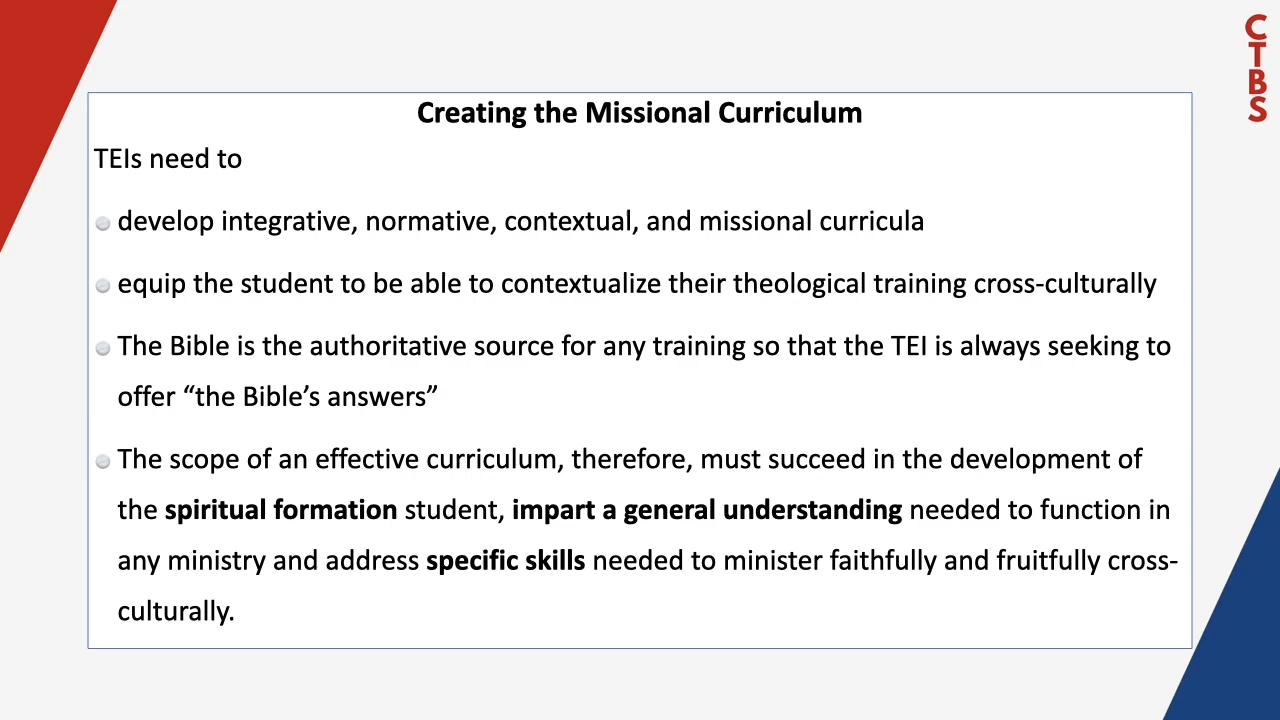 C
T
B
S
Creating the Missional Curriculum
TEIs need to
develop integrative, normative, contextual, and missional curricula
equip the student to be able to contextualize their theological training cross-culturally
The Bible is the authoritative source for any training so that the TEI is always seeking to
offer “the Bible’s answers”
The scope of an effective curriculum, therefore, must succeed in the development of
the spiritual formation student, impart a general understanding needed to function in
any ministry and address specific skills needed to minister faithfully and fruitfully cross-
culturally.